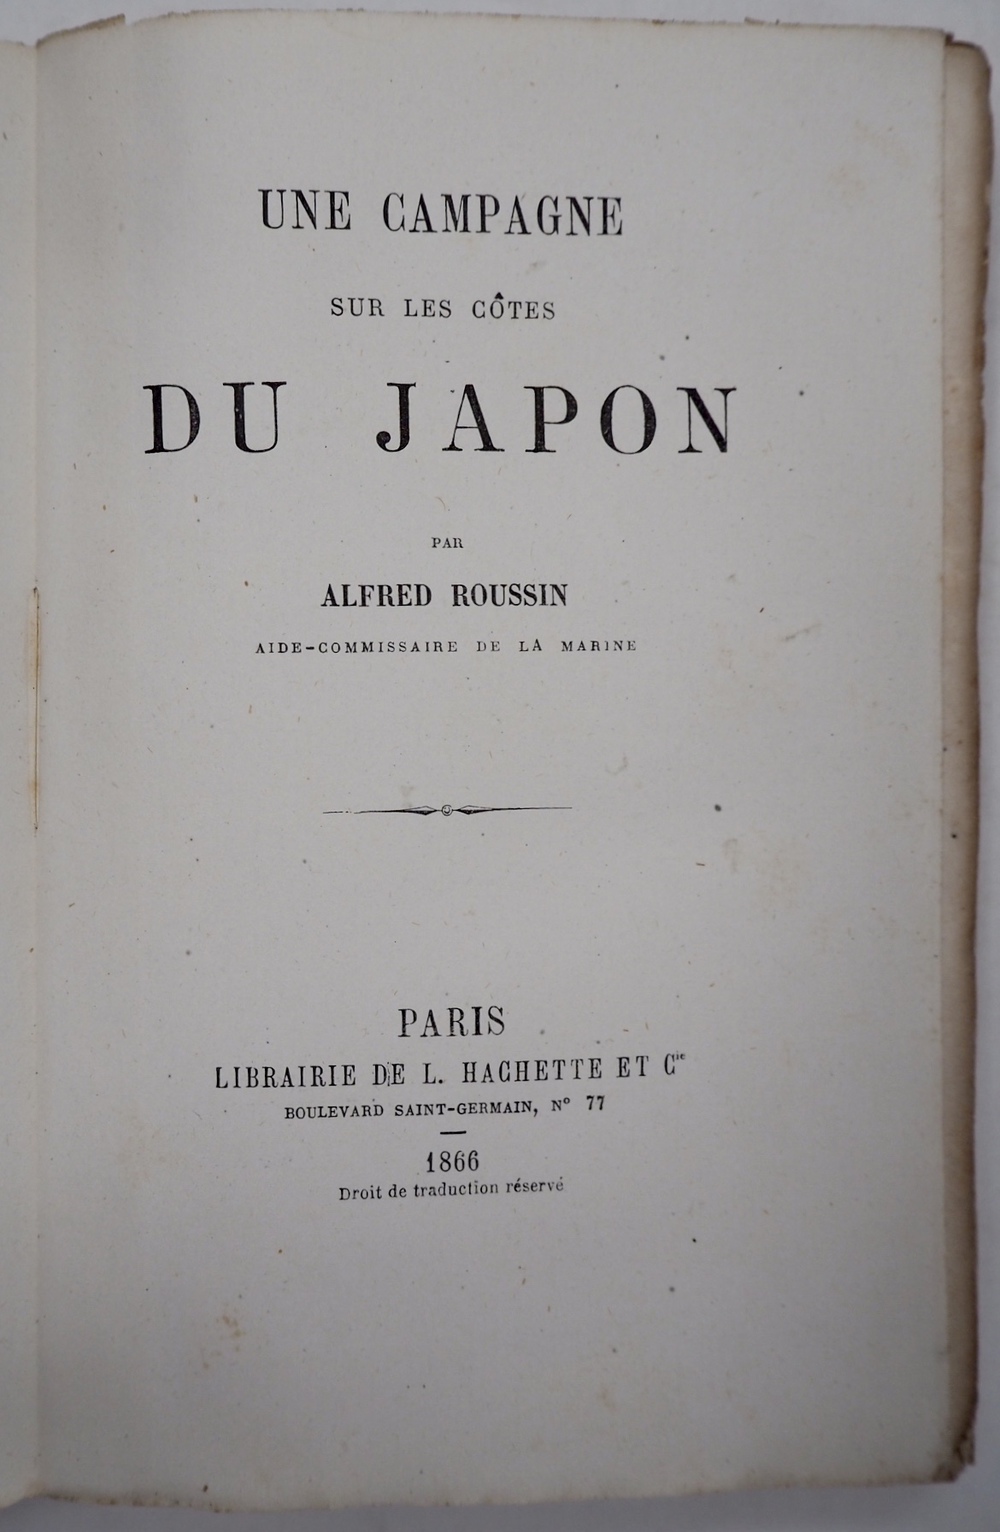 UNE CAMPAGNE
SUR LES CÔTES
DU JAPON
PAR
ALFRED ROUSSIN
AIDE-COMMISSAIRE DE LA MARINE
PARIS
LIBRAIRIE DE L. HACHETTE ET Cie
BOULEVARD SAINT-GERMAIN, N° 77
1866
Droit de traduction réservé